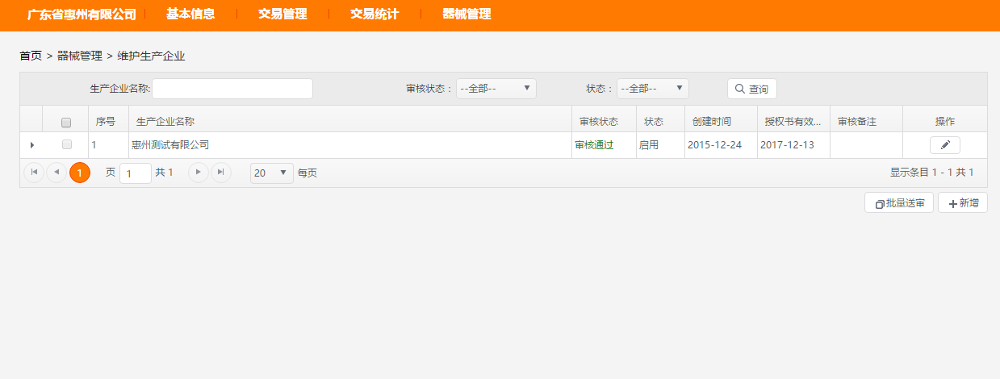 广东省惠州有限公司 基本信息 交易管理 交易统计 器械管理
首页 > 器械管理 > 维护生产企业
生产企业名称: 审核状态： --全部-- 状态： --全部-- 查询
序号 生产企业名称 审核状态 状态 创建时间 授权书有效... 审核备注 操作
1 惠州测试有限公司 审核通过 启用 2015-12-24 2017-12-13
1 页 1 共 1 20 每页 显示条目 1 - 1 共 1
批量送审 新增